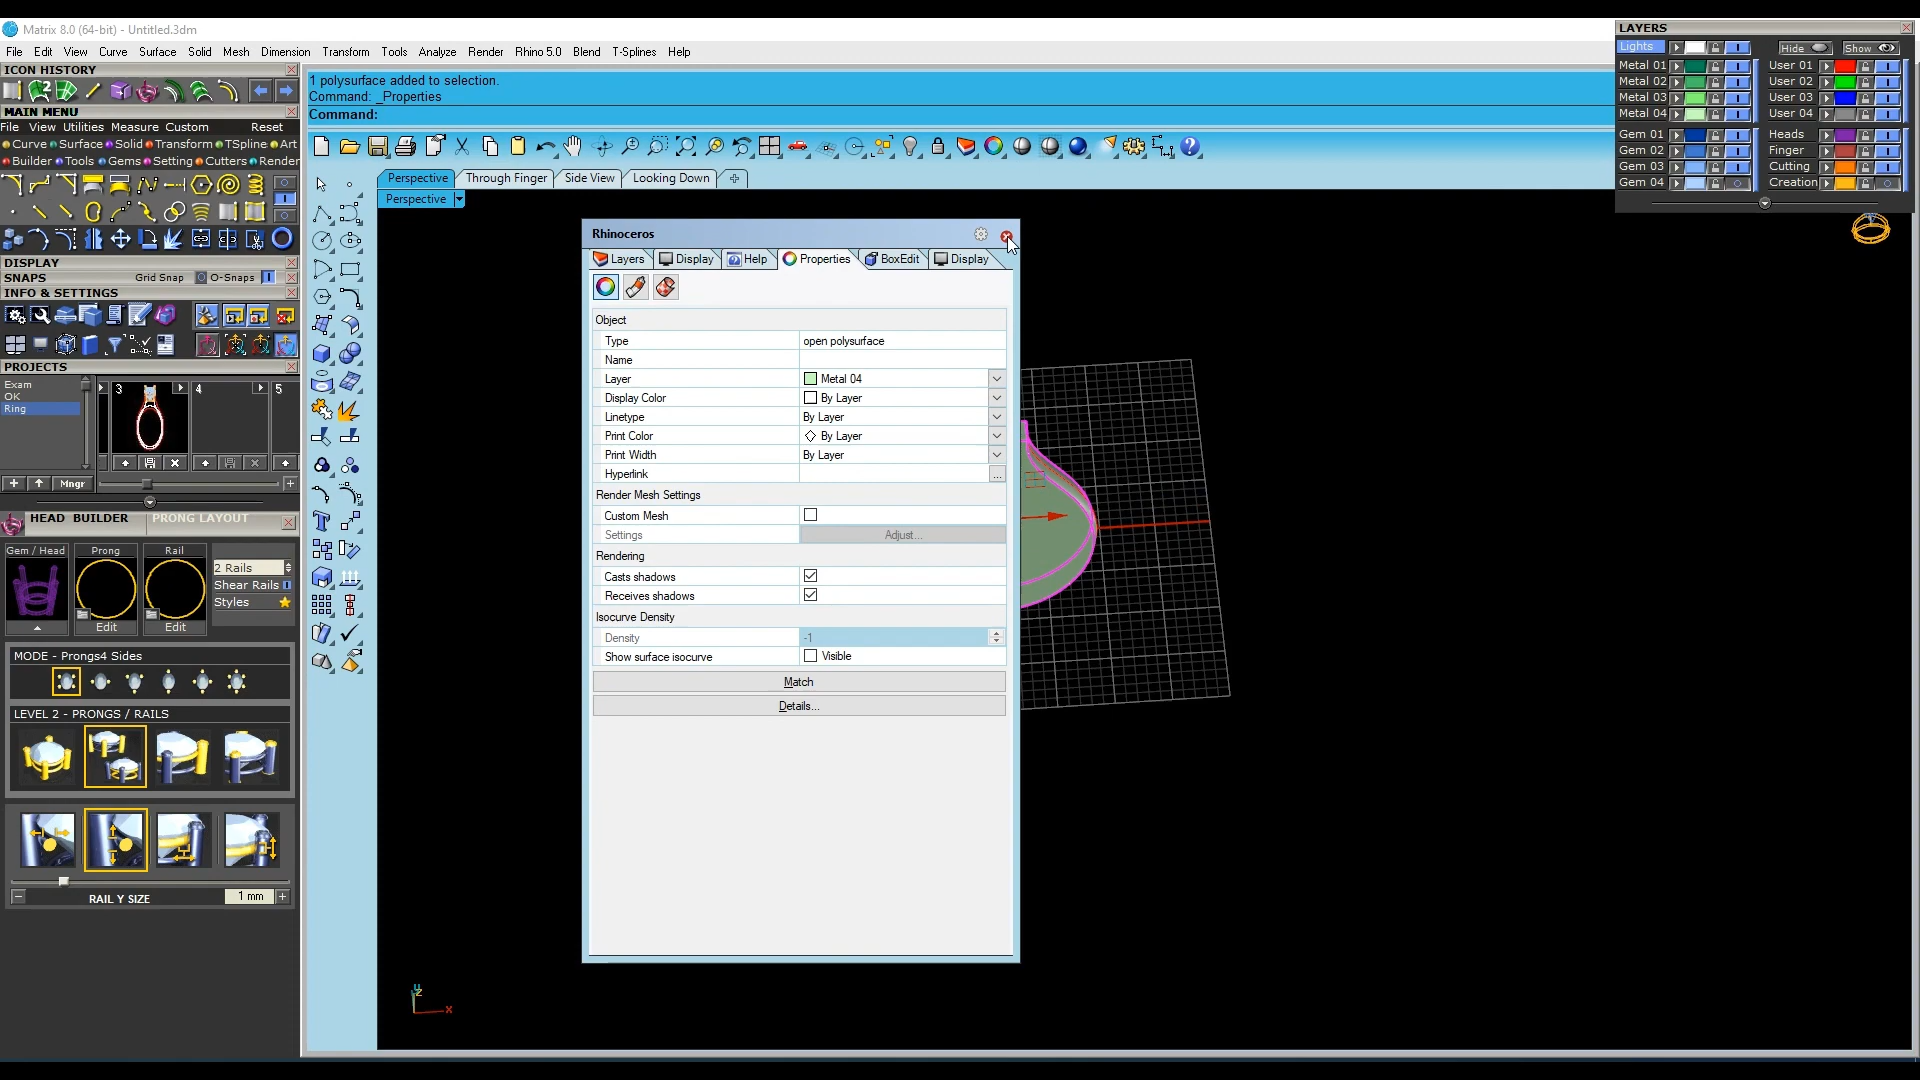 Matrix 8.0 (64-bit) - Untitled.3dm
File Edit View Curve Surface Solid Mesh Dimension Transform Tools Analyze Render Rhino 5.0 Blend T-Splines Help
ICON HISTORY
MAIN MENU
File View Utilities Measure Custom Reset
Curve Surface Solid Transform TSpline Art
Builder Tools Gems Setting Cutters Render
DISPLAY
SNAPS Grid Snap O-Snaps
INFO & SETTINGS
PROJECTS
Exam
OK
Ring
3 4 5
Mngr
HEAD BUILDER PRONG LAYOUT
Gem / Head Prong Rail
2 Rails
Shear Rails
Styles
Edit Edit
MODE - Prongs4 Sides
LEVEL 2 - PRONGS / RAILS
RAIL Y SIZE 1 mm
1 polysurface added to selection.
Command: _Properties
Command:
Perspective Through Finger Side View Looking Down
Perspective
Rhinoceros
Layers Display Help Properties BoxEdit Display
Object
Type open polysurface
Name
Layer Metal 04
Display Color By Layer
Linetype By Layer
Print Color By Layer
Print Width By Layer
Hyperlink ...
Render Mesh Settings
Custom Mesh
Settings Adjust...
Rendering
Casts shadows
Receives shadows
Isocurve Density
Density -1
Show surface isocurve Visible
Match
Details...
LAYERS
Lights Hide Show
Metal 01 User 01
Metal 02 User 02
Metal 03 User 03
Metal 04 User 04
Gem 01 Heads
Gem 02 Finger
Gem 03 Cutting
Gem 04 Creation
z
x